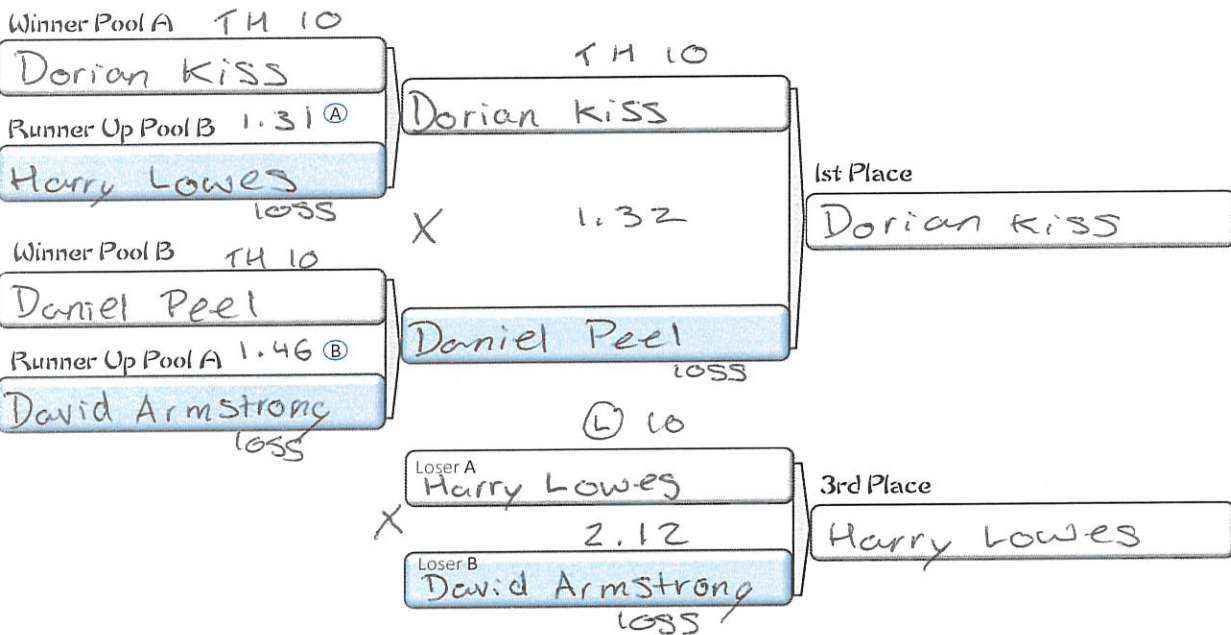 Winner Pool A TH 10
Dorian Kiss
Runner Up Pool B 1.31 Ⓐ
Harry Lowes
loss
Winner Pool B TH 10
Daniel Peel
Runner Up Pool A 1.46 Ⓑ
David Armstrong
loss
TH 10
Dorian Kiss
X 1.32
Daniel Peel
loss
1st Place
Dorian Kiss
Ⓛ 10
Loser A
Harry Lowes
X 2.12
Loser B
David Armstrong
loss
3rd Place
Harry Lowes